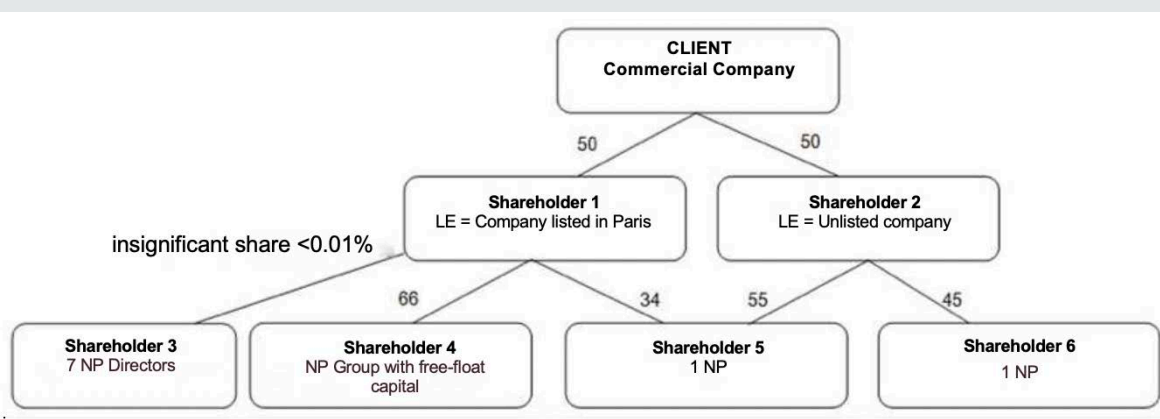 CLIENT
Commercial Company
50
50
Shareholder 1
LE = Company listed in Paris
Shareholder 2
LE = Unlisted company
insignificant share <0.01%
66
34
55
45
Shareholder 3
7 NP Directors
Shareholder 4
NP Group with free-float
capital
Shareholder 5
1 NP
Shareholder 6
1 NP